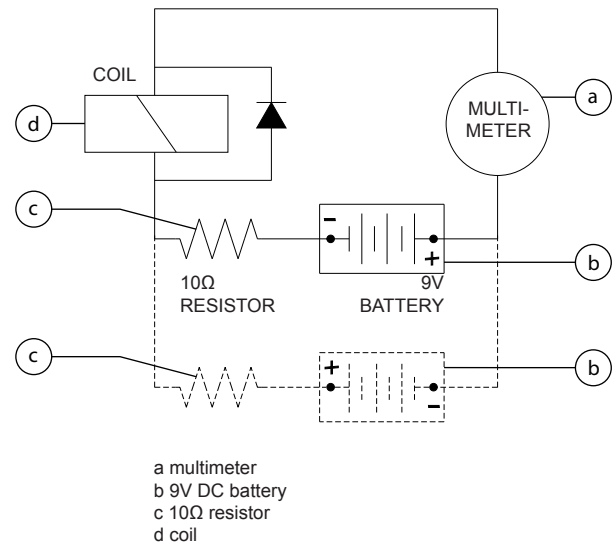 COIL
d
MULTI-
METER
a
c
-
+
10Ω
RESISTOR
9V
BATTERY
b
c
+
-
b
a multimeter
b 9V DC battery
c 10Ω resistor
d coil